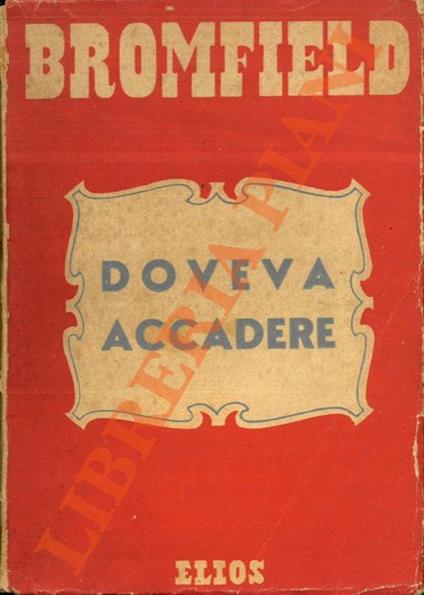 BROMFIELD
DOVEVA
ACCADERE
ELIOS
LIBRERIA PIANI